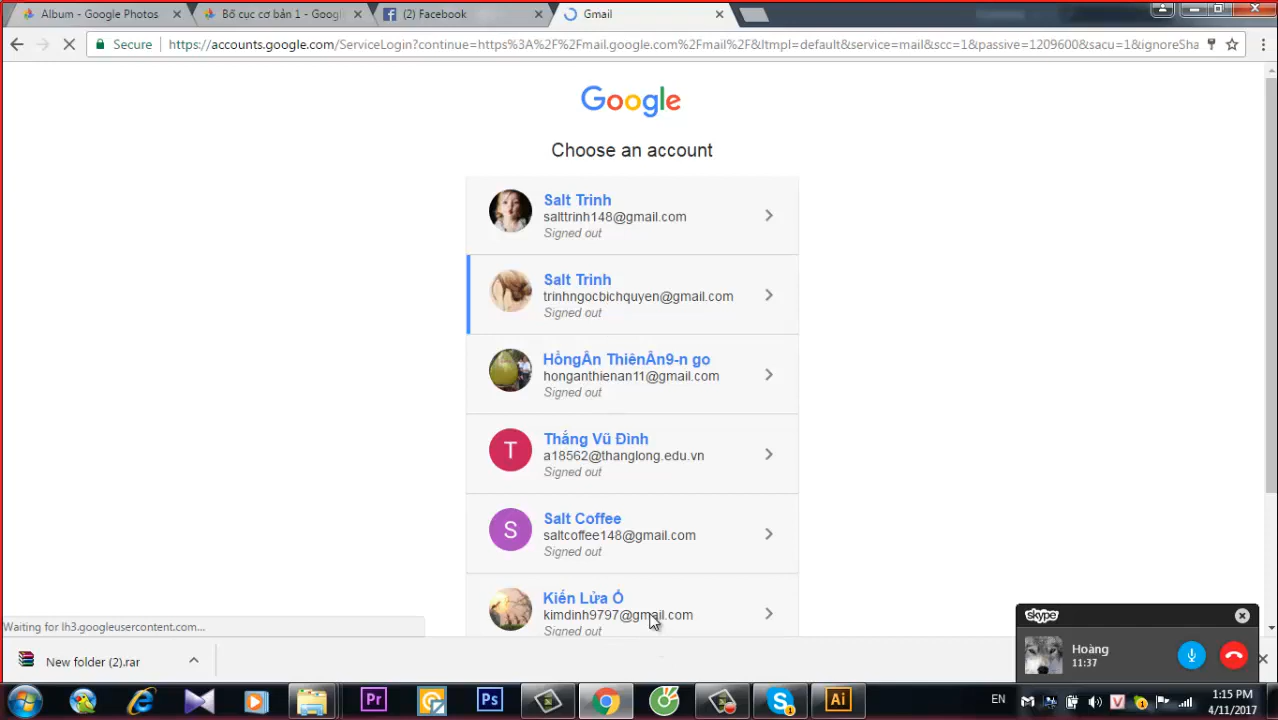 Album - Google Photos
Bố cục cơ bản 1 - Googl
(2) Facebook
Gmail
Secure
https://accounts.google.com/ServiceLogin?continue=https%3A%2F%2Fmail.google.com%2Fmail%2F&ltmpl=default&service=mail&scc=1&passive=1209600&sacu=1&ignoreSha
Google
Choose an account
Salt Trinh
salttrinh148@gmail.com
Signed out
Salt Trinh
trinhngocbichquyen@gmail.com
Signed out
HồngÂn ThiênÂn9-n go
honganthienan11@gmail.com
Signed out
T
Thắng Vũ Đình
a18562@thanglong.edu.vn
Signed out
S
Salt Coffee
saltcoffee148@gmail.com
Signed out
Kiến Lửa Ố
kimdinh9797@gmail.com
Signed out
Waiting for lh3.googleusercontent.com...
skype
Hoàng
11:37
New folder (2).rar
Pr
Ps
S
1
Ai
EN
V
1:15 PM
4/11/2017